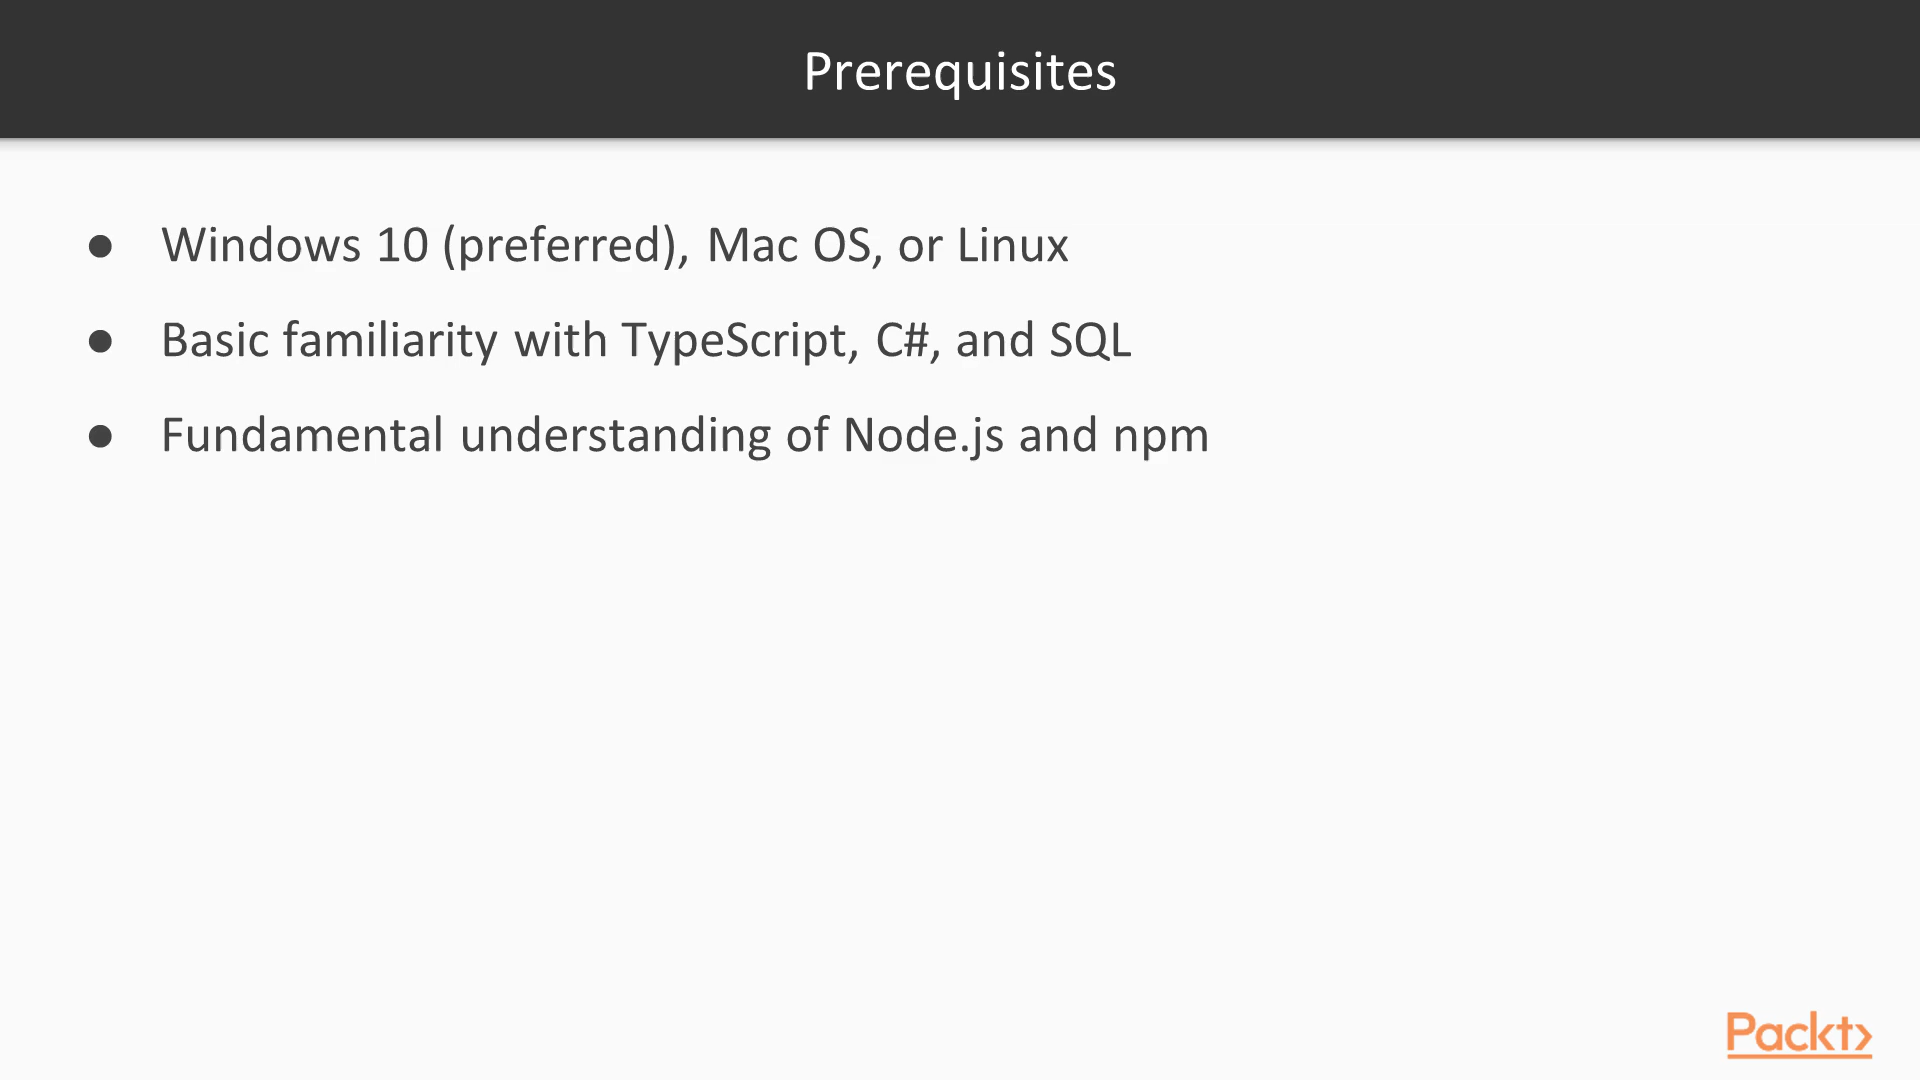 Prerequisites
● Windows 10 (preferred), Mac OS, or Linux
● Basic familiarity with TypeScript, C#, and SQL
● Fundamental understanding of Node.js and npm
Packt>